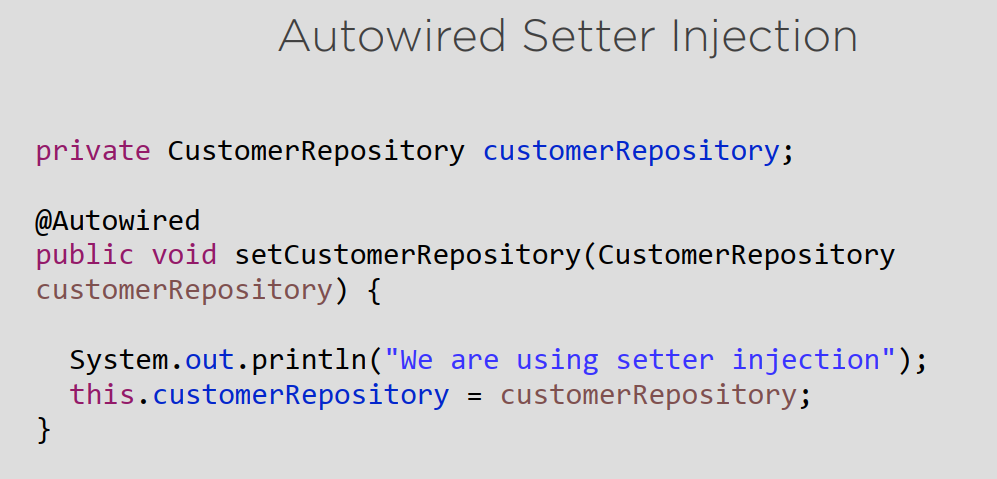 Autowired Setter Injection
private CustomerRepository customerRepository;
@Autowired
public void setCustomerRepository(CustomerRepository
customerRepository) {
System.out.println("We are using setter injection");
this.customerRepository = customerRepository;
}